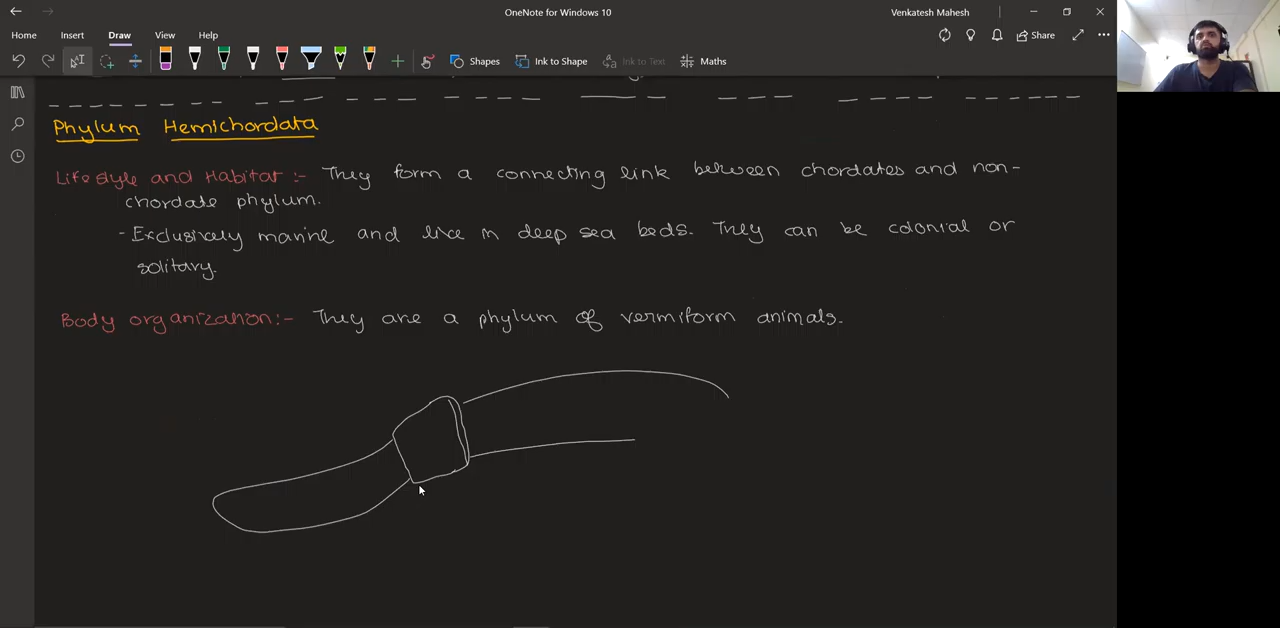 OneNote for Windows 10
Venkatesh Mahesh
Home Insert Draw View Help
Share
Shapes Ink to Shape Ink to Text Maths
Phylum Hemichordata
Lifestyle and Habitat :- They form a connecting link between chordates and non-
chordate phylum.
- Exclusively marine and live in deep sea beds. They can be colonial or
solitary.
Body organization :- They are a phylum of vermiform animals.